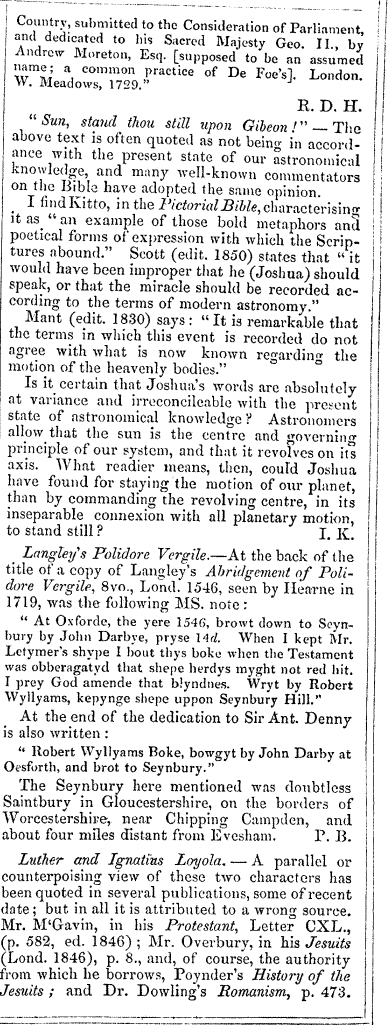 Country, submitted to the Consideration of Parliament,
and dedicated to his Sacred Majesty Geo. II., by
Andrew Moreton, Esq. [supposed to be an assumed
name; a common practice of De Foe's]. London.
W. Meadows, 1729."
R. D. H.
"Sun, stand thou still upon Gibeon!" — The
above text is often quoted as not being in accord-
ance with the present state of our astronomical
knowledge, and many well-known commentators
on the Bible have adopted the same opinion.
I find Kitto, in the Pictorial Bible, characterising
it as "an example of those bold metaphors and
poetical forms of expression with which the Scrip-
tures abound." Scott (edit. 1850) states that "it
would have been improper that he (Joshua) should
speak, or that the miracle should be recorded ac-
cording to the terms of modern astronomy."
Mant (edit. 1830) says: "It is remarkable that
the terms in which this event is recorded do not
agree with what is now known regarding the
motion of the heavenly bodies."
Is it certain that Joshua's words are absolutely
at variance and irreconcileable with the present
state of astronomical knowledge? Astronomers
allow that the sun is the centre and governing
principle of our system, and that it revolves on its
axis. What readier means, then, could Joshua
have found for staying the motion of our planet,
than by commanding the revolving centre, in its
inseparable connexion with all planetary motion,
to stand still? I. K.
Langley's Polidore Vergile.—At the back of the
title of a copy of Langley's Abridgement of Poli-
dore Vergile, 8vo., Lond. 1546, seen by Hearne in
1719, was the following MS. note:
"At Oxforde, the yere 1546, browt down to Seyn-
bury by John Darbye, pryse 14d. When I kept Mr.
Letymer's shype I bout thys boke when the Testament
was obberagatyd that shepe herdys myght not red hit.
I prey God amende that blyndnes. Wryt by Robert
Wyllyams, kepynge shepe uppon Seynbury Hill."
At the end of the dedication to Sir Ant. Denny
is also written:
"Robert Wyllyams Boke, bowgyt by John Darby at
Oesforth, and brot to Seynbury."
The Seynbury here mentioned was doubtless
Saintbury in Gloucestershire, on the borders of
Worcestershire, near Chipping Campden, and
about four miles distant from Evesham. P. B.
Luther and Ignatius Loyola. — A parallel or
counterpoising view of these two characters has
been quoted in several publications, some of recent
date; but in all it is attributed to a wrong source.
Mr. M'Gavin, in his Protestant, Letter CXL.,
(p. 582, ed. 1846); Mr. Overbury, in his Jesuits
(Lond. 1846), p. 8., and, of course, the authority
from which he borrows, Poynder's History of the
Jesuits; and Dr. Dowling's Romanism, p. 473.